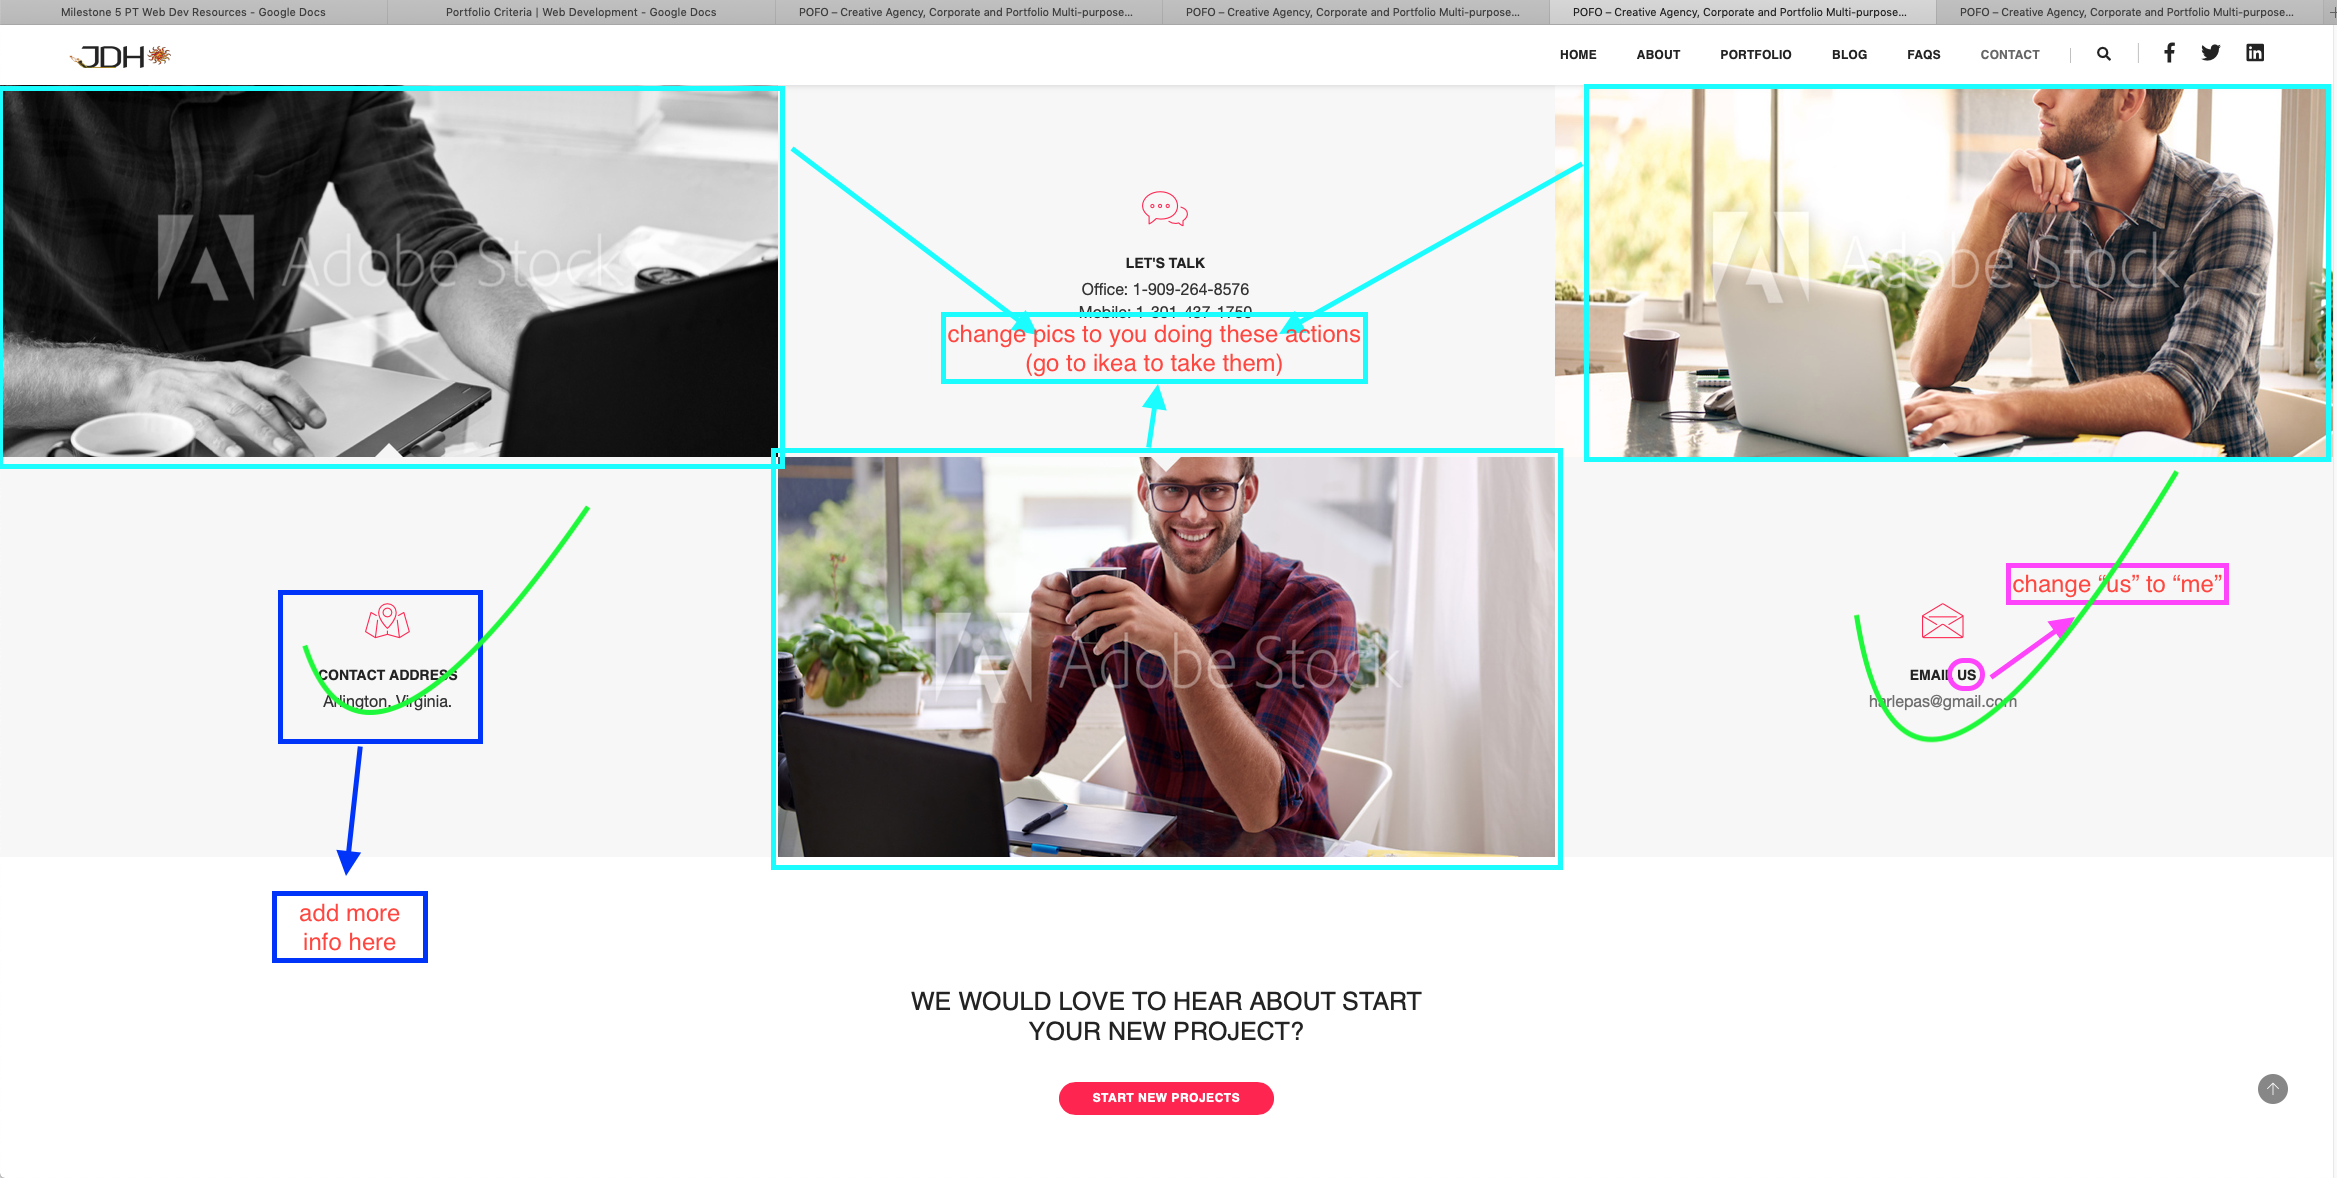 Milestone 5 PT Web Dev Resources - Google Docs
Portfolio Criteria | Web Development - Google Docs
POFO – Creative Agency, Corporate and Portfolio Multi-purpose...
POFO – Creative Agency, Corporate and Portfolio Multi-purpose...
POFO – Creative Agency, Corporate and Portfolio Multi-purpose...
POFO – Creative Agency, Corporate and Portfolio Multi-purpose...
JDH
HOME ABOUT PORTFOLIO BLOG FAQS CONTACT
Adobe Stock
LET'S TALK
Office: 1-909-264-8576
Mobile: 1-301-437-1750
change pics to you doing these actions
(go to ikea to take them)
Adobe Stock
CONTACT ADDRESS
Arlington, Virginia.
add more
info here
Adobe Stock
change “us” to “me”
EMAIL US
harlepas@gmail.com
WE WOULD LOVE TO HEAR ABOUT START
YOUR NEW PROJECT?
START NEW PROJECTS